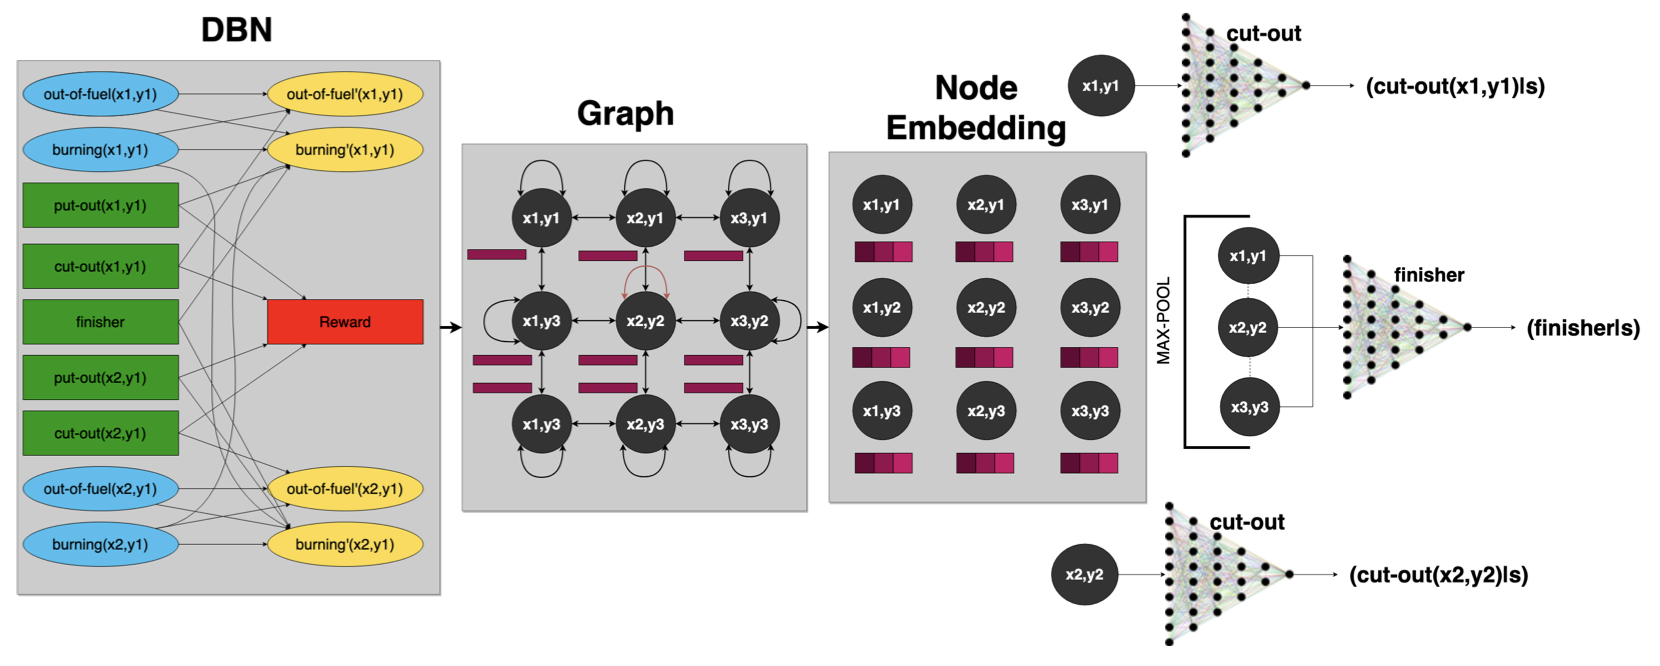 DBN
out-of-fuel(x1,y1)
out-of-fuel'(x1,y1)
burning(x1,y1)
burning'(x1,y1)
put-out(x1,y1)
cut-out(x1,y1)
finisher
Reward
put-out(x2,y1)
cut-out(x2,y1)
out-of-fuel(x2,y1)
out-of-fuel'(x2,y1)
burning(x2,y1)
burning'(x2,y1)
Graph
x1,y1
x2,y1
x3,y1
x1,y3
x2,y2
x3,y2
x1,y3
x2,y3
x3,y3
Node
Embedding
x1,y1
x2,y1
x3,y1
x1,y2
x2,y2
x3,y2
x1,y3
x2,y3
x3,y3
x1,y1
cut-out
(cut-out(x1,y1)|s)
MAX-POOL
x1,y1
x2,y2
x3,y3
finisher
(finisher|s)
x2,y2
cut-out
(cut-out(x2,y2)|s)